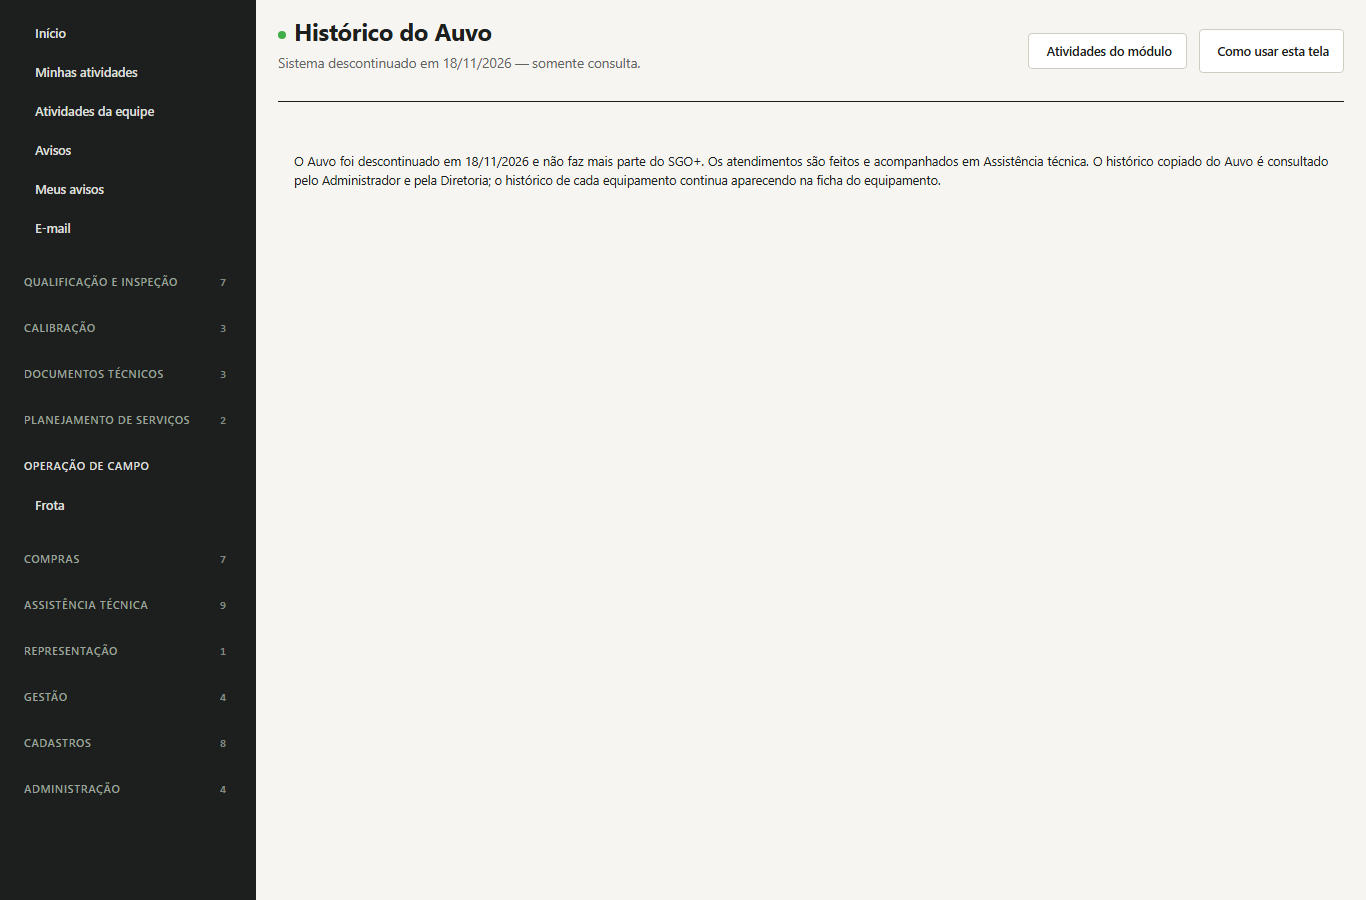 Início
Minhas atividades
Atividades da equipe
Avisos
Meus avisos
E-mail
QUALIFICAÇÃO E INSPEÇÃO 7
CALIBRAÇÃO 3
DOCUMENTOS TÉCNICOS 3
PLANEJAMENTO DE SERVIÇOS 2
OPERAÇÃO DE CAMPO
Frota
COMPRAS 7
ASSISTÊNCIA TÉCNICA 9
REPRESENTAÇÃO 1
GESTÃO 4
CADASTROS 8
ADMINISTRAÇÃO 4
Histórico do Auvo
Sistema descontinuado em 18/11/2026 — somente consulta.
Atividades do módulo
Como usar esta tela
O Auvo foi descontinuado em 18/11/2026 e não faz mais parte do SGO+. Os atendimentos são feitos e acompanhados em Assistência técnica. O histórico copiado do Auvo é consultado
pelo Administrador e pela Diretoria; o histórico de cada equipamento continua aparecendo na ficha do equipamento.